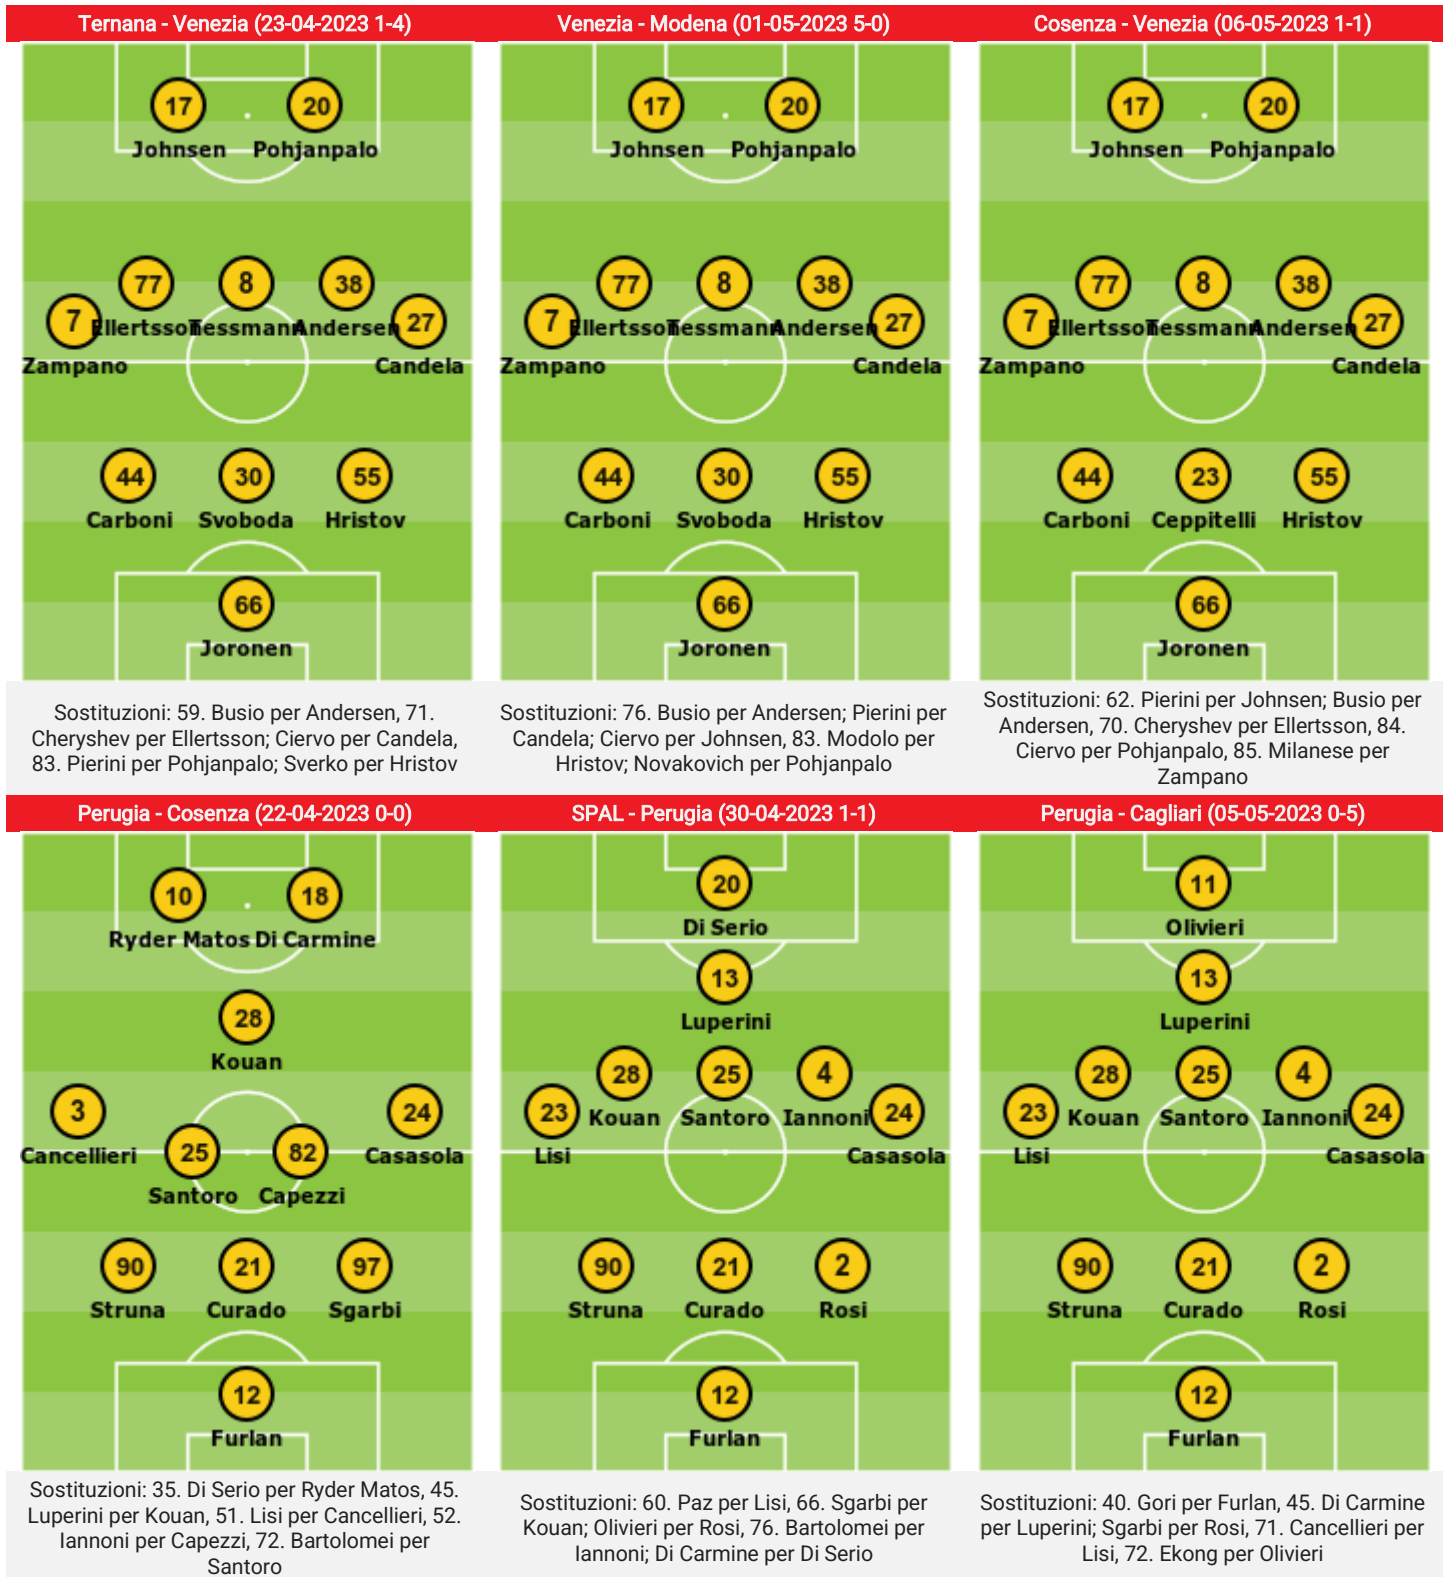 Ternana - Venezia (23-04-2023 1-4)
17 20
Johnsen Pohjanpalo
77 8 38
7 Ellertsson Tessmann Andersen 27
Zampano Candela
44 30 55
Carboni Svoboda Hristov
66
Joronen
Sostituzioni: 59. Busio per Andersen, 71.
Cheryshev per Ellertsson; Ciervo per Candela,
83. Pierini per Pohjanpalo; Sverko per Hristov
Venezia - Modena (01-05-2023 5-0)
17 20
Johnsen Pohjanpalo
77 8 38
7 Ellertsson Tessmann Andersen 27
Zampano Candela
44 30 55
Carboni Svoboda Hristov
66
Joronen
Sostituzioni: 76. Busio per Andersen; Pierini per
Candela; Ciervo per Johnsen, 83. Modolo per
Hristov; Novakovich per Pohjanpalo
Cosenza - Venezia (06-05-2023 1-1)
17 20
Johnsen Pohjanpalo
77 8 38
7 Ellertsson Tessmann Andersen 27
Zampano Candela
44 23 55
Carboni Ceppitelli Hristov
66
Joronen
Sostituzioni: 62. Pierini per Johnsen; Busio per
Andersen, 70. Cheryshev per Ellertsson, 84.
Ciervo per Pohjanpalo, 85. Milanese per
Zampano
Perugia - Cosenza (22-04-2023 0-0)
10 18
Ryder Matos Di Carmine
28
Kouan
3 24
Cancellieri 25 82 Casasola
Santoro Capezzi
90 21 97
Struna Curado Sgarbi
12
Furlan
Sostituzioni: 35. Di Serio per Ryder Matos, 45.
Luperini per Kouan, 51. Lisi per Cancellieri, 52.
Iannoni per Capezzi, 72. Bartolomei per
Santoro
SPAL - Perugia (30-04-2023 1-1)
20
Di Serio
13
Luperini
28 25 4
23 Kouan Santoro Iannoni 24
Lisi Casasola
90 21 2
Struna Curado Rosi
12
Furlan
Sostituzioni: 60. Paz per Lisi, 66. Sgarbi per
Kouan; Olivieri per Rosi, 76. Bartolomei per
Iannoni; Di Carmine per Di Serio
Perugia - Cagliari (05-05-2023 0-5)
11
Olivieri
13
Luperini
28 25 4
23 Kouan Santoro Iannoni 24
Lisi Casasola
90 21 2
Struna Curado Rosi
12
Furlan
Sostituzioni: 40. Gori per Furlan, 45. Di Carmine
per Luperini; Sgarbi per Rosi, 71. Cancellieri per
Lisi, 72. Ekong per Olivieri